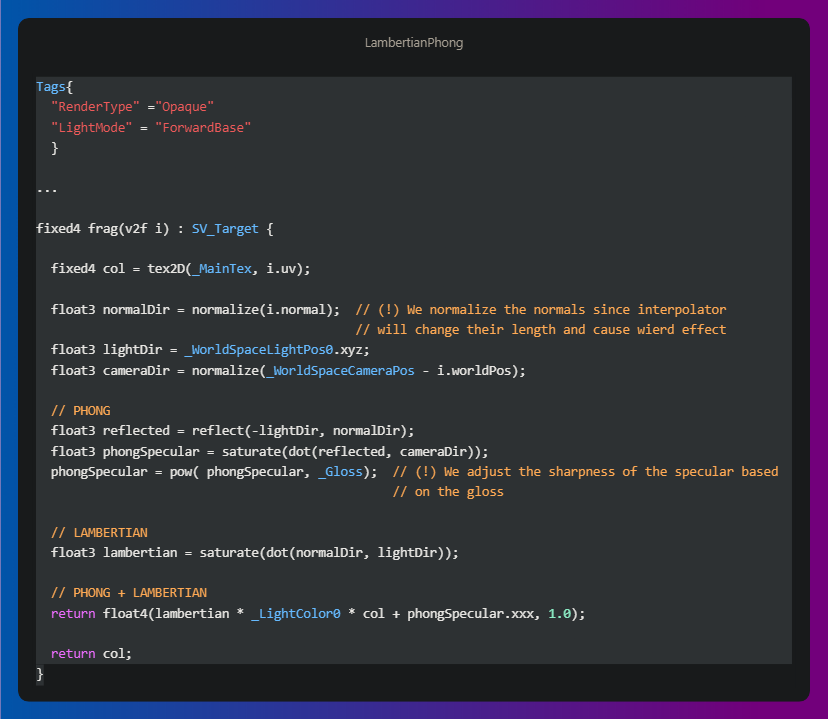 LambertianPhong
Tags{
"RenderType" ="Opaque"
"LightMode" = "ForwardBase"
}
...
fixed4 frag(v2f i) : SV_Target {
fixed4 col = tex2D(_MainTex, i.uv);
float3 normalDir = normalize(i.normal);  // (!) We normalize the normals since interpolator
// will change their length and cause wierd effect
float3 lightDir = _WorldSpaceLightPos0.xyz;
float3 cameraDir = normalize(_WorldSpaceCameraPos - i.worldPos);
// PHONG
float3 reflected = reflect(-lightDir, normalDir);
float3 phongSpecular = saturate(dot(reflected, cameraDir));
phongSpecular = pow( phongSpecular, _Gloss);  // (!) We adjust the sharpness of the specular based
// on the gloss
// LAMBERTIAN
float3 lambertian = saturate(dot(normalDir, lightDir));
// PHONG + LAMBERTIAN
return float4(lambertian * _LightColor0 * col + phongSpecular.xxx, 1.0);
return col;
}